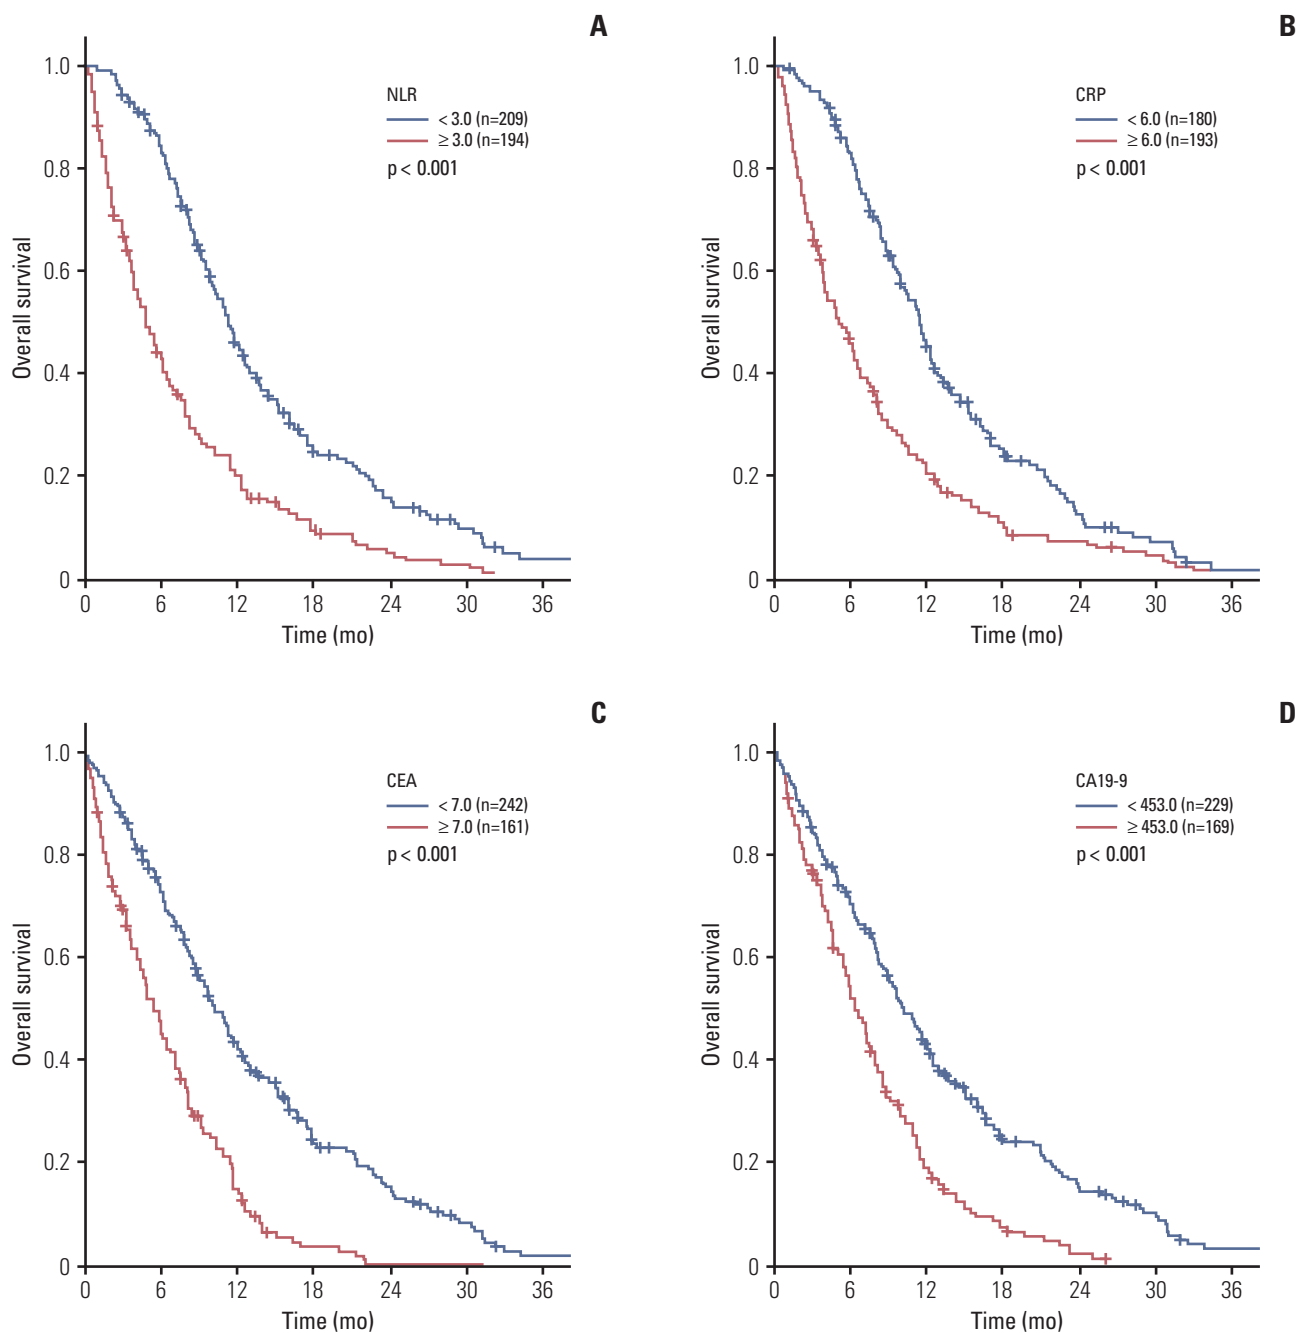 A
NLR
< 3.0 (n=209)
≥ 3.0 (n=194)
p < 0.001
Overall survival
1.0
0.8
0.6
0.4
0.2
0
0 6 12 18 24 30 36
Time (mo)
B
CRP
< 6.0 (n=180)
≥ 6.0 (n=193)
p < 0.001
Overall survival
1.0
0.8
0.6
0.4
0.2
0
0 6 12 18 24 30 36
Time (mo)
C
CEA
< 7.0 (n=242)
≥ 7.0 (n=161)
p < 0.001
Overall survival
1.0
0.8
0.6
0.4
0.2
0
0 6 12 18 24 30 36
Time (mo)
D
CA19-9
< 453.0 (n=229)
≥ 453.0 (n=169)
p < 0.001
Overall survival
1.0
0.8
0.6
0.4
0.2
0
0 6 12 18 24 30 36
Time (mo)